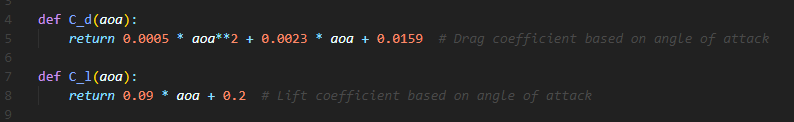 4 def C_d(aoa):
5 return 0.0005 * aoa**2 + 0.0023 * aoa + 0.0159 # Drag coefficient based on angle of attack
6
7 def C_l(aoa):
8 return 0.09 * aoa + 0.2 # Lift coefficient based on angle of attack
9